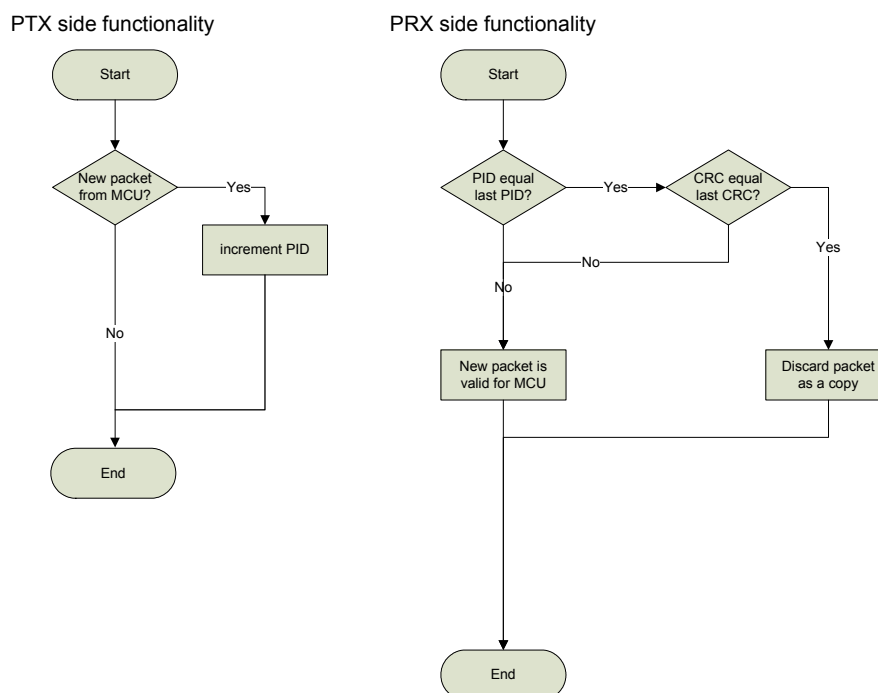 PTX side functionality
Start
New packet
from MCU?
Yes
increment PID
No
End
PRX side functionality
Start
PID equal
last PID?
Yes
CRC equal
last CRC?
Yes
No
No
New packet is
valid for MCU
Discard packet
as a copy
End